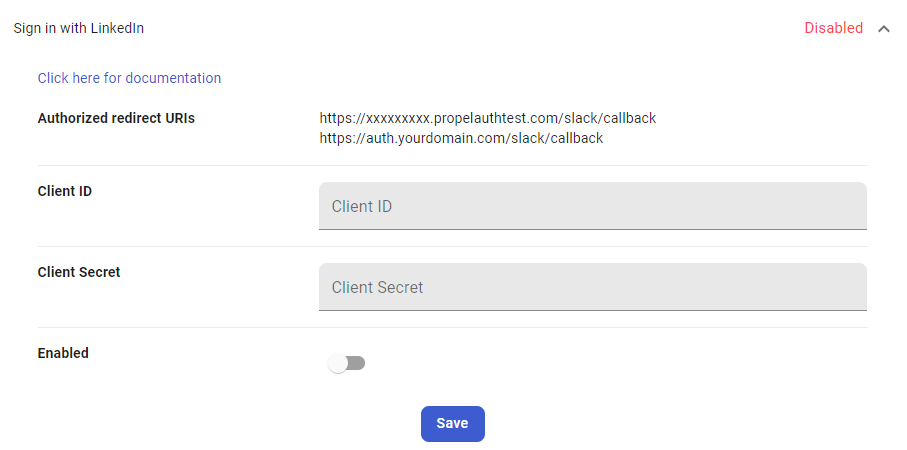 Sign in with LinkedIn Disabled
Click here for documentation
Authorized redirect URIs https://xxxxxxxxx.propelauthtest.com/slack/callback
https://auth.yourdomain.com/slack/callback
Client ID Client ID
Client Secret Client Secret
Enabled
Save